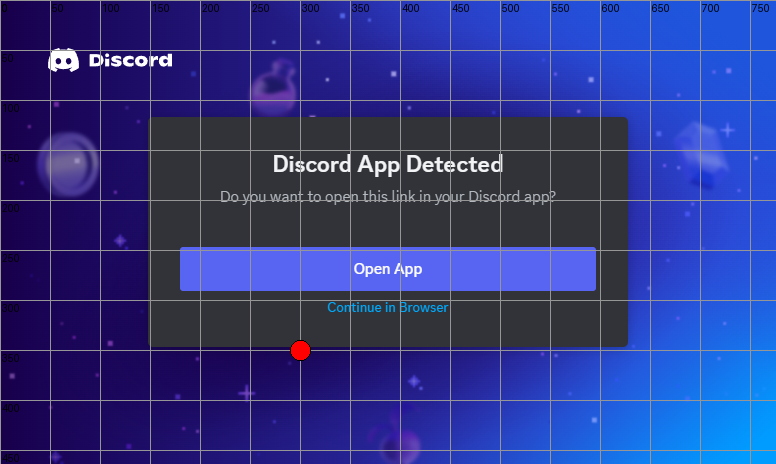 0 50 100 150 200 250 300 350 400 450 500 550 600 650 700 750
50
Discord
100
150
Discord App Detected
Do you want to open this link in your Discord app?
200
250
Open App
300
Continue in Browser
350
400
450